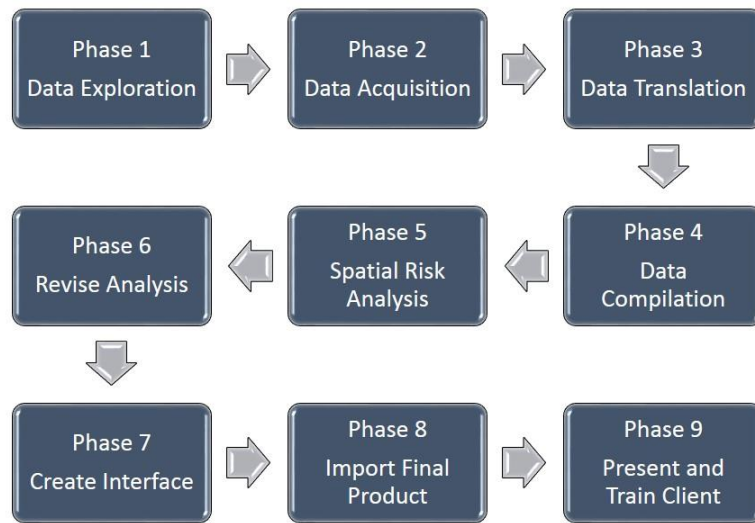 Phase 1
Data Exploration
Phase 2
Data Acquisition
Phase 3
Data Translation
Phase 4
Data
Compilation
Phase 5
Spatial Risk
Analysis
Phase 6
Revise Analysis
Phase 7
Create Interface
Phase 8
Import Final
Product
Phase 9
Present and
Train Client